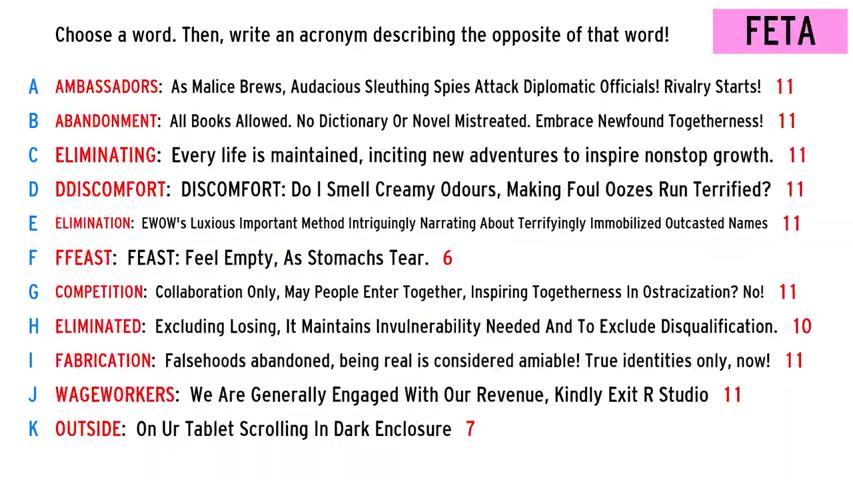 Choose a word. Then, write an acronym describing the opposite of that word!
FETA
A AMBASSADORS: As Malice Brews, Audacious Sleuthing Spies Attack Diplomatic Officials! Rivalry Starts! 11
B ABANDONMENT: All Books Allowed. No Dictionary Or Novel Mistreated. Embrace Newfound Togetherness! 11
C ELIMINATING: Every life is maintained, inciting new adventures to inspire nonstop growth. 11
D DDISCOMFORT: DISCOMFORT: Do I Smell Creamy Odours, Making Foul Oozes Run Terrified? 11
E ELIMINATION: EWOW's Luxious Important Method Intriguingly Narrating About Terrifyingly Immobilized Outcasted Names 11
F FFEAST: FEAST: Feel Empty, As Stomachs Tear. 6
G COMPETITION: Collaboration Only, May People Enter Together, Inspiring Togetherness In Ostracization? No! 11
H ELIMINATED: Excluding Losing, It Maintains Invulnerability Needed And To Exclude Disqualification. 10
I FABRICATION: Falsehoods abandoned, being real is considered amiable! True identities only, now! 11
J WAGEWORKERS: We Are Generally Engaged With Our Revenue, Kindly Exit R Studio 11
K OUTSIDE: On Ur Tablet Scrolling In Dark Enclosure 7